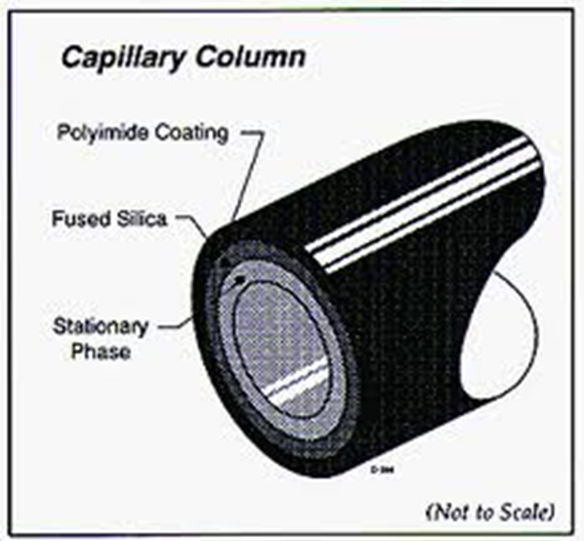 Capillary Column
Polyimide Coating
Fused Silica
Stationary
Phase
(Not to Scale)